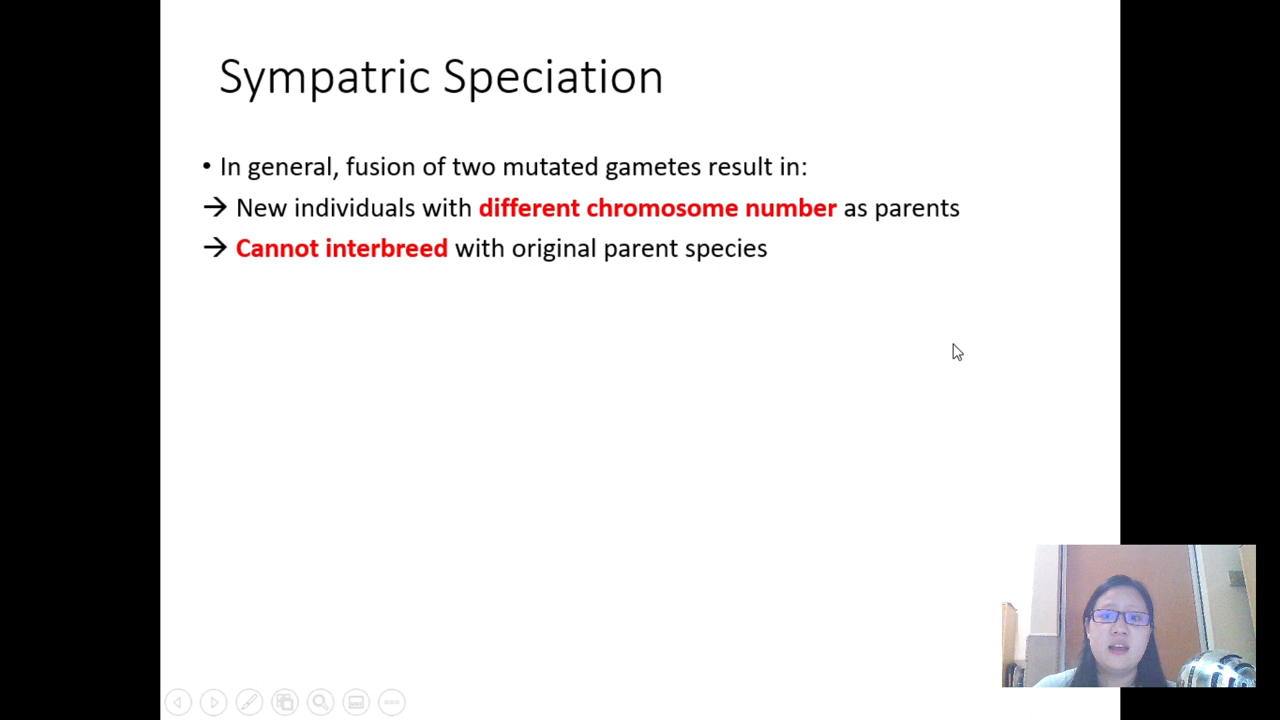 Sympatric Speciation
• In general, fusion of two mutated gametes result in:
→ New individuals with different chromosome number as parents
→ Cannot interbreed with original parent species